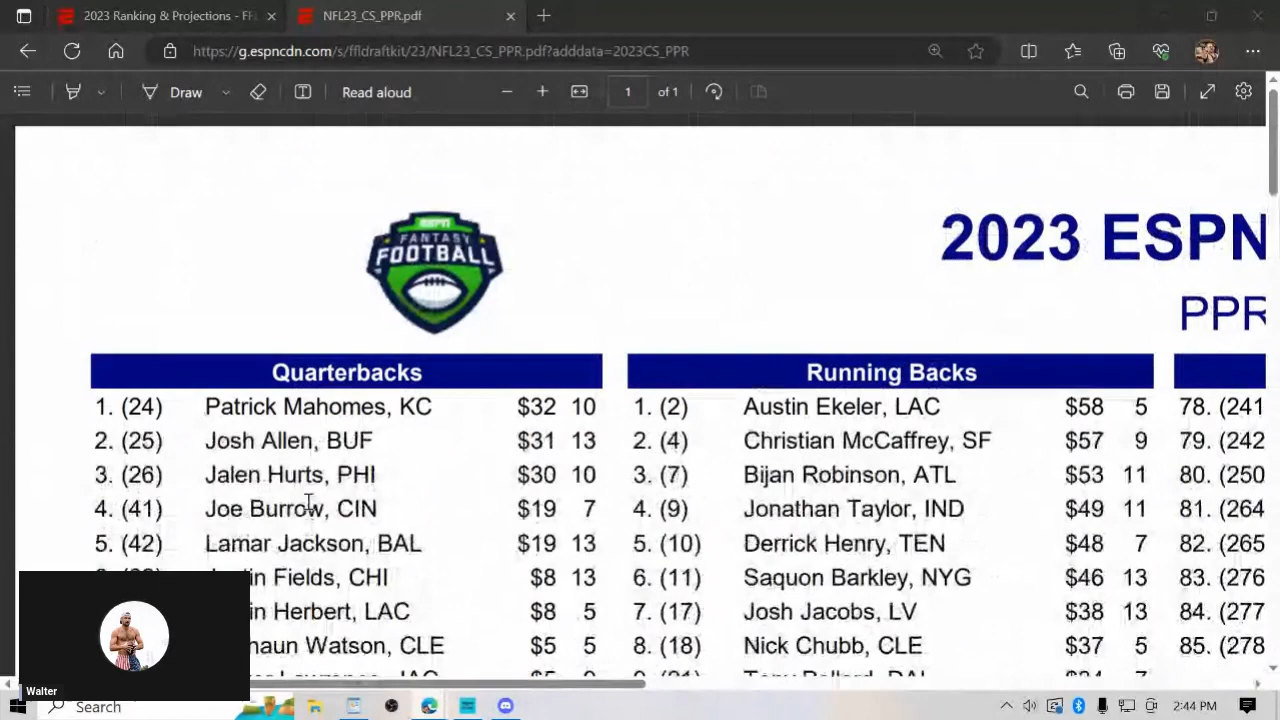 2023 Ranking & Projections - FF
NFL23_CS_PPR.pdf
https://g.espncdn.com/s/ffldraftkit/23/NFL23_CS_PPR.pdf?adddata=2023CS_PPR
Draw
Read aloud
1
of 1
ESPN
FANTASY
FOOTBALL
2023 ESPN
PPR
Quarterbacks
1. (24) Patrick Mahomes, KC $32 10
2. (25) Josh Allen, BUF $31 13
3. (26) Jalen Hurts, PHI $30 10
4. (41) Joe Burrow, CIN $19 7
5. (42) Lamar Jackson, BAL $19 13
Fields, CHI $8 13
Herbert, LAC $8 5
Watson, CLE $5 5
Running Backs
1. (2) Austin Ekeler, LAC $58 5
2. (4) Christian McCaffrey, SF $57 9
3. (7) Bijan Robinson, ATL $53 11
4. (9) Jonathan Taylor, IND $49 11
5. (10) Derrick Henry, TEN $48 7
6. (11) Saquon Barkley, NYG $46 13
7. (17) Josh Jacobs, LV $38 13
8. (18) Nick Chubb, CLE $37 5
78. (241
79. (242
80. (250
81. (264
82. (265
83. (276
84. (277
85. (278
Walter
Search
2:44 PM